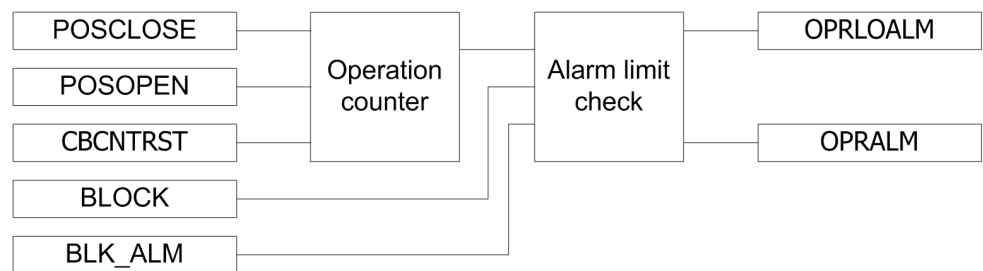 POSCLOSE
POSOPEN
CBCNTRST
BLOCK
BLK_ALM
Operation
counter
Alarm limit
check
OPRLOALM
OPRALM